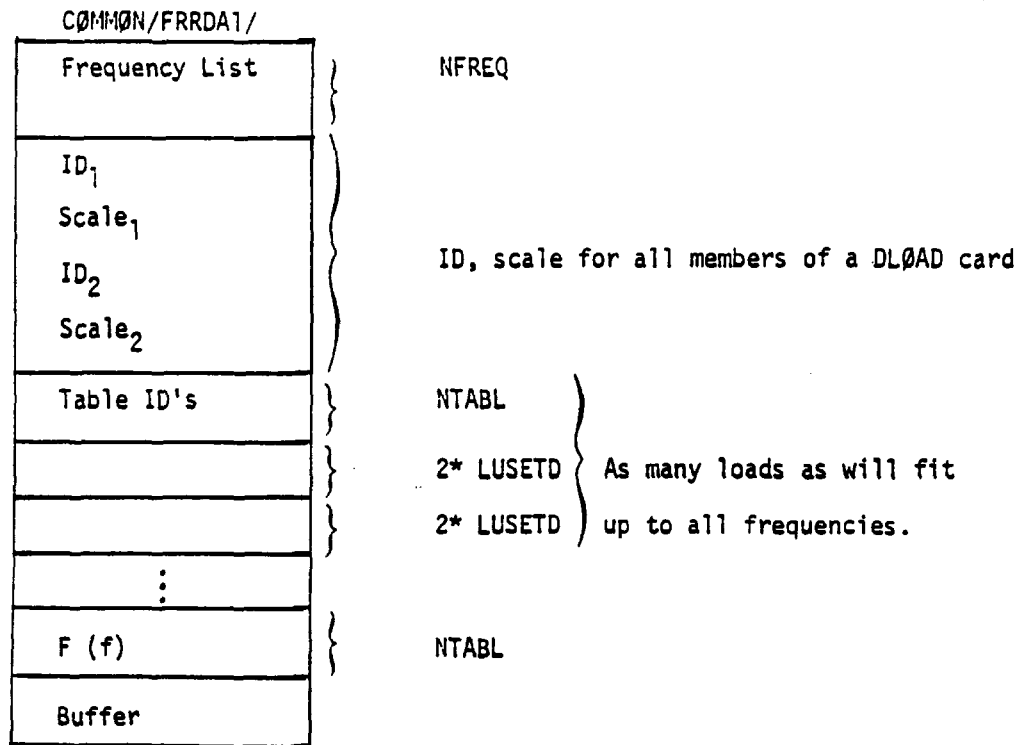 CØMMØN/FRRDA1/
Frequency List NFREQ
ID1
Scale1
ID2
Scale2
ID, scale for all members of a DLØAD card
Table ID's NTABL
2* LUSETD As many loads as will fit
2* LUSETD up to all frequencies.
F (f) NTABL
Buffer